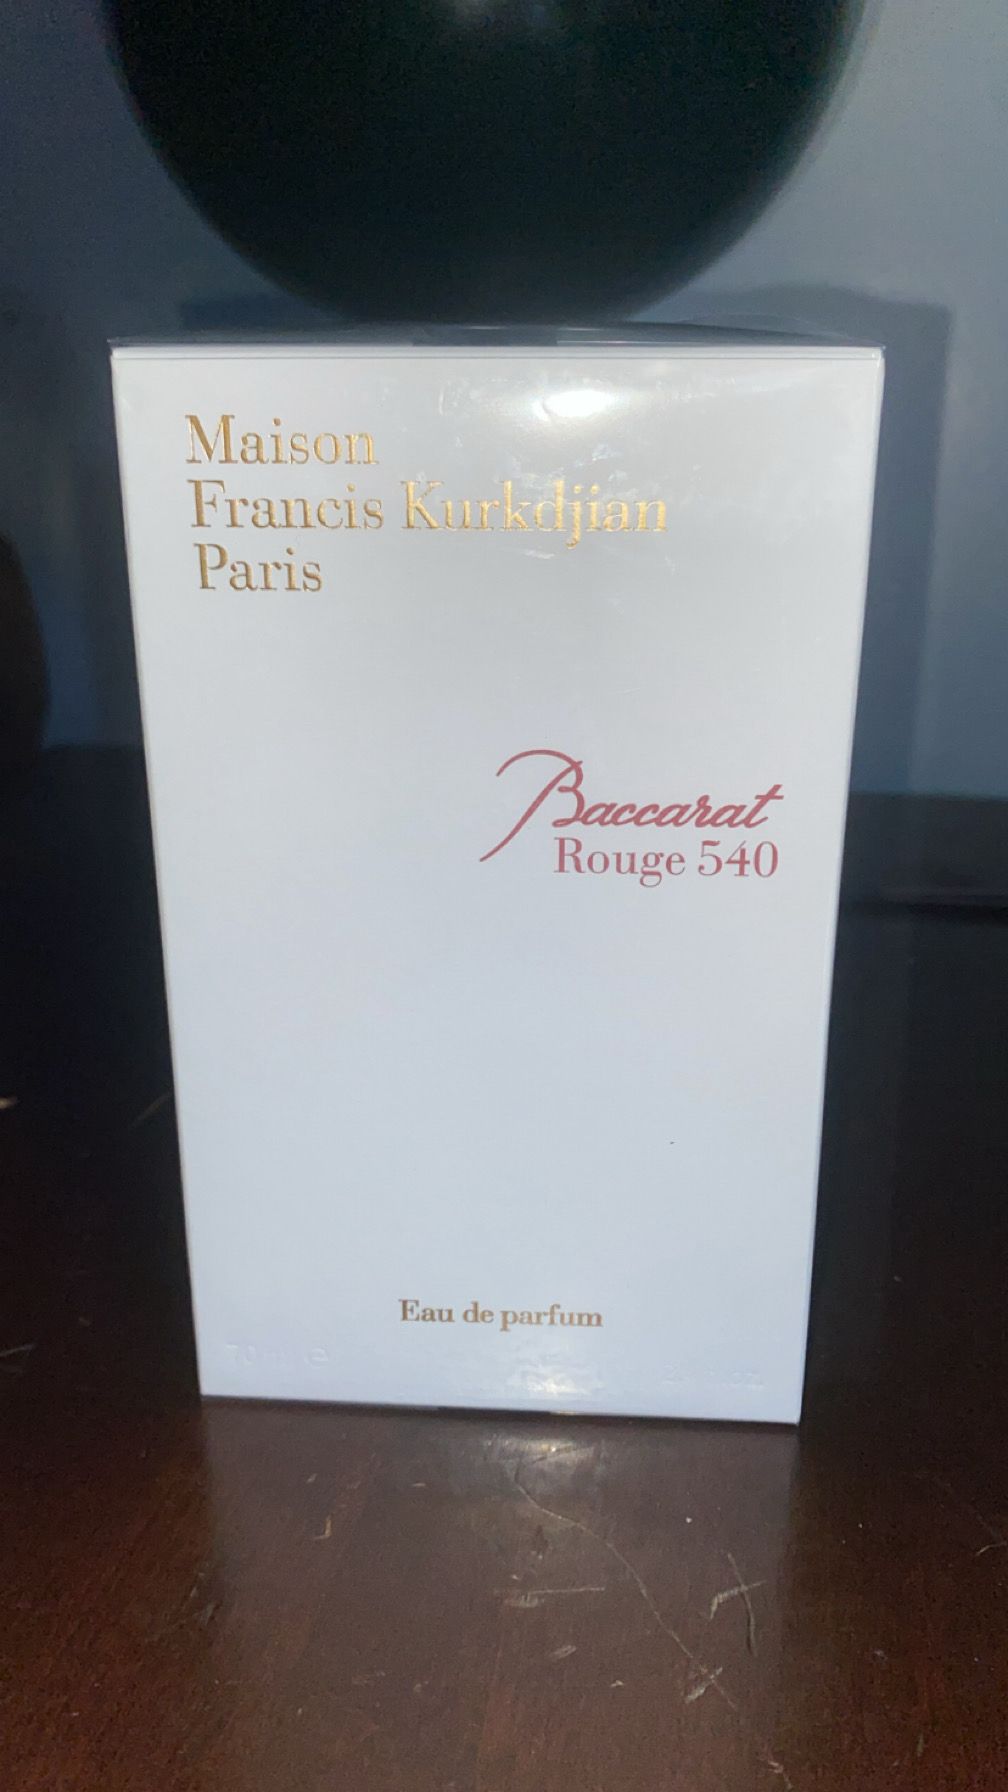 Maison
Francis Kurkdjian
Paris
Baccarat
Rouge 540
Eau de parfum